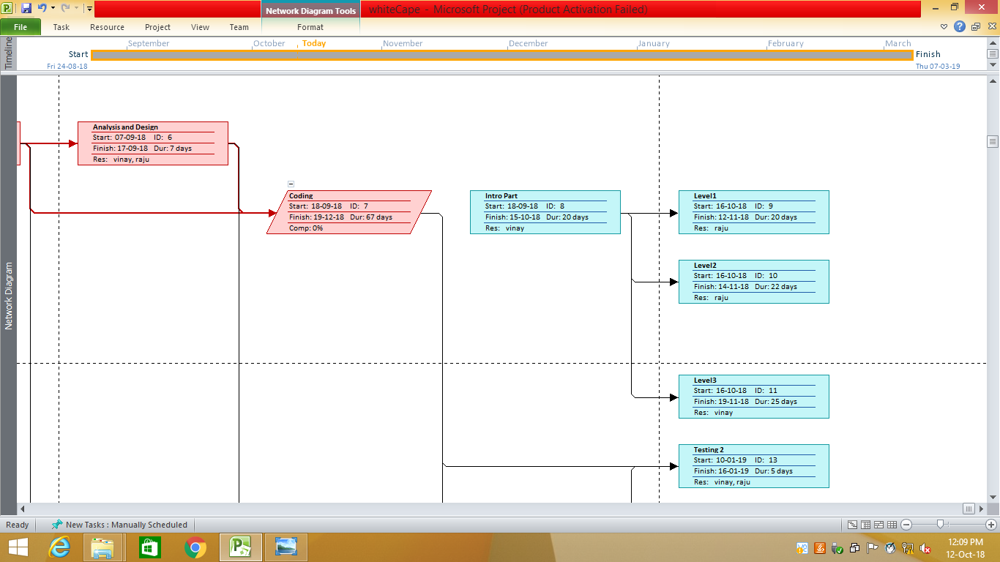 Network Diagram Tools
whiteCape - Microsoft Project (Product Activation Failed)
File Task Resource Project View Team Format
Timeline
September October Today November December January February March
Start
Finish
Fri 24-08-18
Thu 07-03-19
Network Diagram
Analysis and Design
Start: 07-09-18 ID: 6
Finish: 17-09-18 Dur: 7 days
Res: vinay, raju
Coding
Start: 18-09-18 ID: 7
Finish: 19-12-18 Dur: 67 days
Comp: 0%
Intro Part
Start: 18-09-18 ID: 8
Finish: 15-10-18 Dur: 20 days
Res: vinay
Level1
Start: 16-10-18 ID: 9
Finish: 12-11-18 Dur: 20 days
Res: raju
Level2
Start: 16-10-18 ID: 10
Finish: 14-11-18 Dur: 22 days
Res: raju
Level3
Start: 16-10-18 ID: 11
Finish: 19-11-18 Dur: 25 days
Res: vinay
Testing 2
Start: 10-01-19 ID: 13
Finish: 16-01-19 Dur: 5 days
Res: vinay, raju
Ready
New Tasks : Manually Scheduled
12:09 PM
12-Oct-18